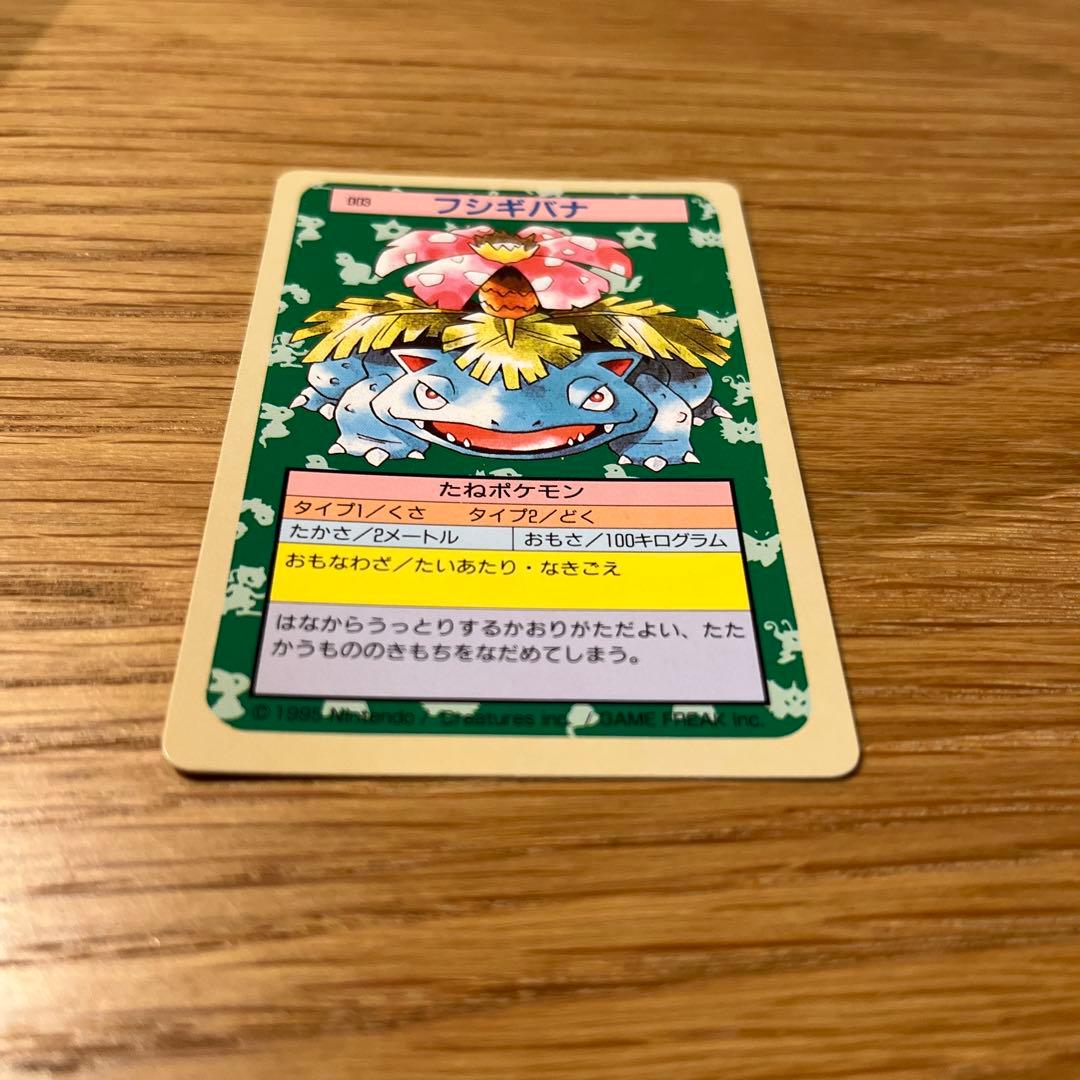 003 フシギバナ
たねポケモン
タイプ1／くさ タイプ2／どく
たかさ／2メートル おもさ／100キログラム
おもなわざ／たいあたり・なきごえ
はなからうっとりするかおりがただよい、たた
かうもののきもちをなだめてしまう。
© 1995 Nintendo / Creatures inc. / GAME FREAK inc.